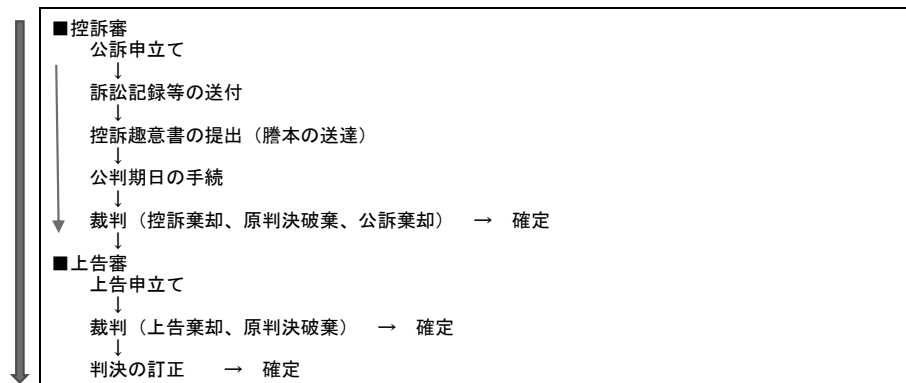 ■控訴審
公訴申立て
↓
訴訟記録等の送付
↓
控訴趣意書の提出（謄本の送達）
↓
公判期日の手続
↓
裁判（控訴棄却、原判決破棄、公訴棄却） → 確定
↓
■上告審
上告申立て
↓
裁判（上告棄却、原判決破棄） → 確定
↓
判決の訂正 → 確定